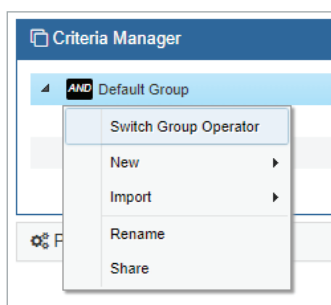 Criteria Manager
AND Default Group
Switch Group Operator
New
Import
Rename
Share